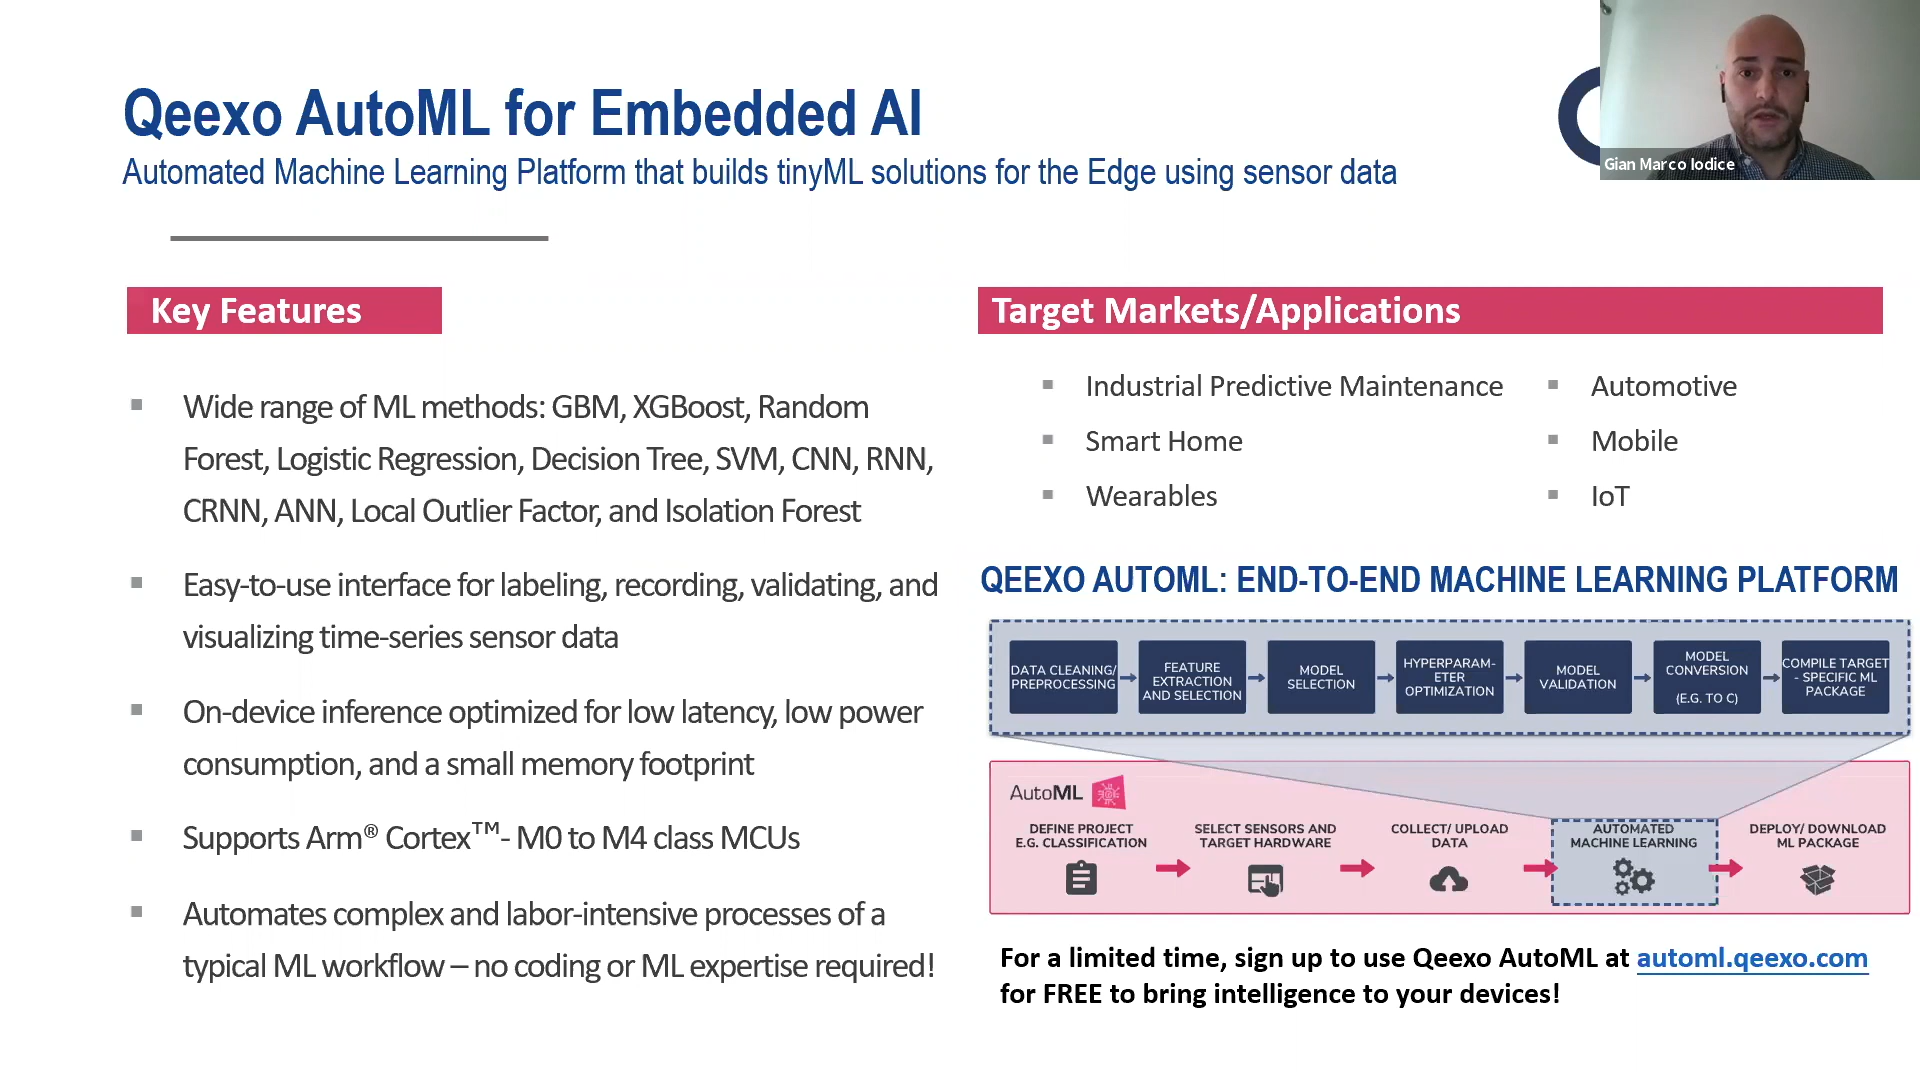 Qeexo AutoML for Embedded AI
Automated Machine Learning Platform that builds tinyML solutions for the Edge using sensor data
Gian Marco Iodice
Key Features
▪ Wide range of ML methods: GBM, XGBoost, Random
Forest, Logistic Regression, Decision Tree, SVM, CNN, RNN,
CRNN, ANN, Local Outlier Factor, and Isolation Forest
▪ Easy-to-use interface for labeling, recording, validating, and
visualizing time-series sensor data
▪ On-device inference optimized for low latency, low power
consumption, and a small memory footprint
▪ Supports Arm® Cortex™- M0 to M4 class MCUs
▪ Automates complex and labor-intensive processes of a
typical ML workflow – no coding or ML expertise required!
Target Markets/Applications
▪ Industrial Predictive Maintenance
▪ Smart Home
▪ Wearables
▪ Automotive
▪ Mobile
▪ IoT
QEEXO AUTOML: END-TO-END MACHINE LEARNING PLATFORM
DATA CLEANING/
PREPROCESSING
FEATURE
EXTRACTION
AND SELECTION
MODEL
SELECTION
HYPERPARAM-
ETER
OPTIMIZATION
MODEL
VALIDATION
MODEL
CONVERSION
(E.G. TO C)
COMPILE TARGET
- SPECIFIC ML
PACKAGE
AutoML
DEFINE PROJECT
E.G. CLASSIFICATION
SELECT SENSORS AND
TARGET HARDWARE
COLLECT/ UPLOAD
DATA
AUTOMATED
MACHINE LEARNING
DEPLOY/ DOWNLOAD
ML PACKAGE
For a limited time, sign up to use Qeexo AutoML at automl.qeexo.com
for FREE to bring intelligence to your devices!